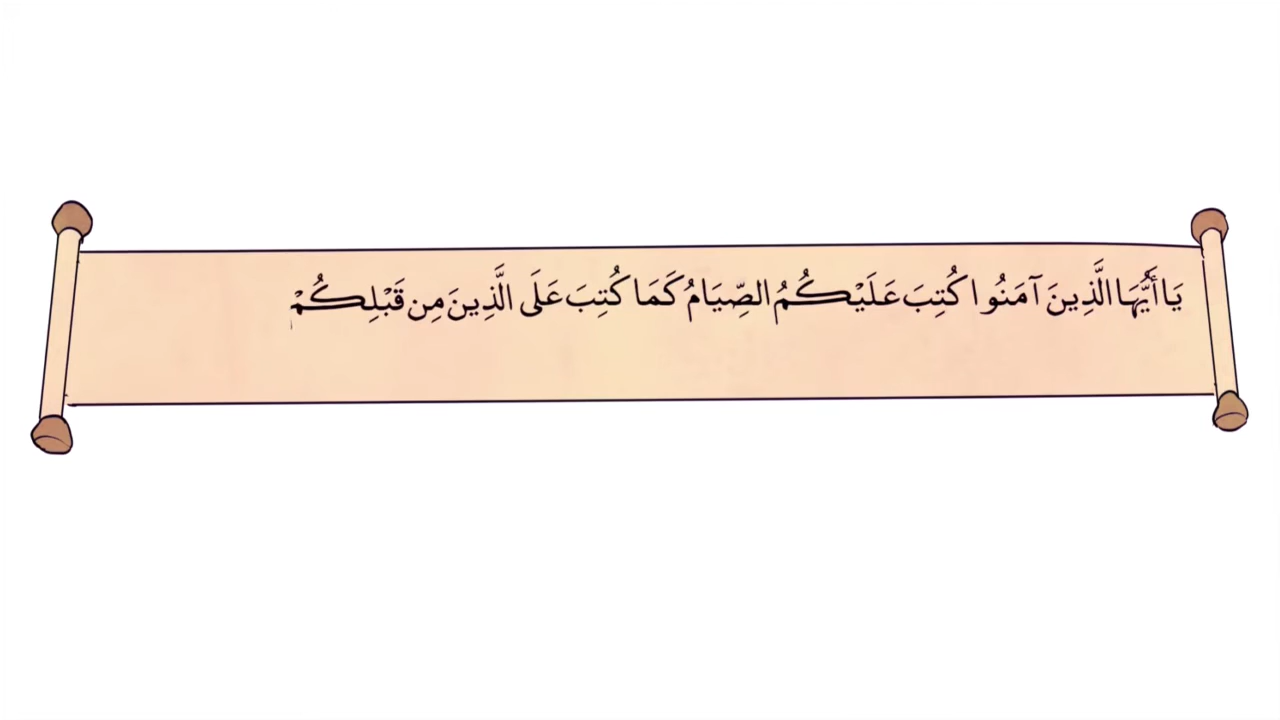 يَا أَيُّهَا الَّذِينَ آمَنُوا كُتِبَ عَلَيْكُمُ الصِّيَامُ كَمَا كُتِبَ عَلَى الَّذِينَ مِن قَبْلِكُمْ